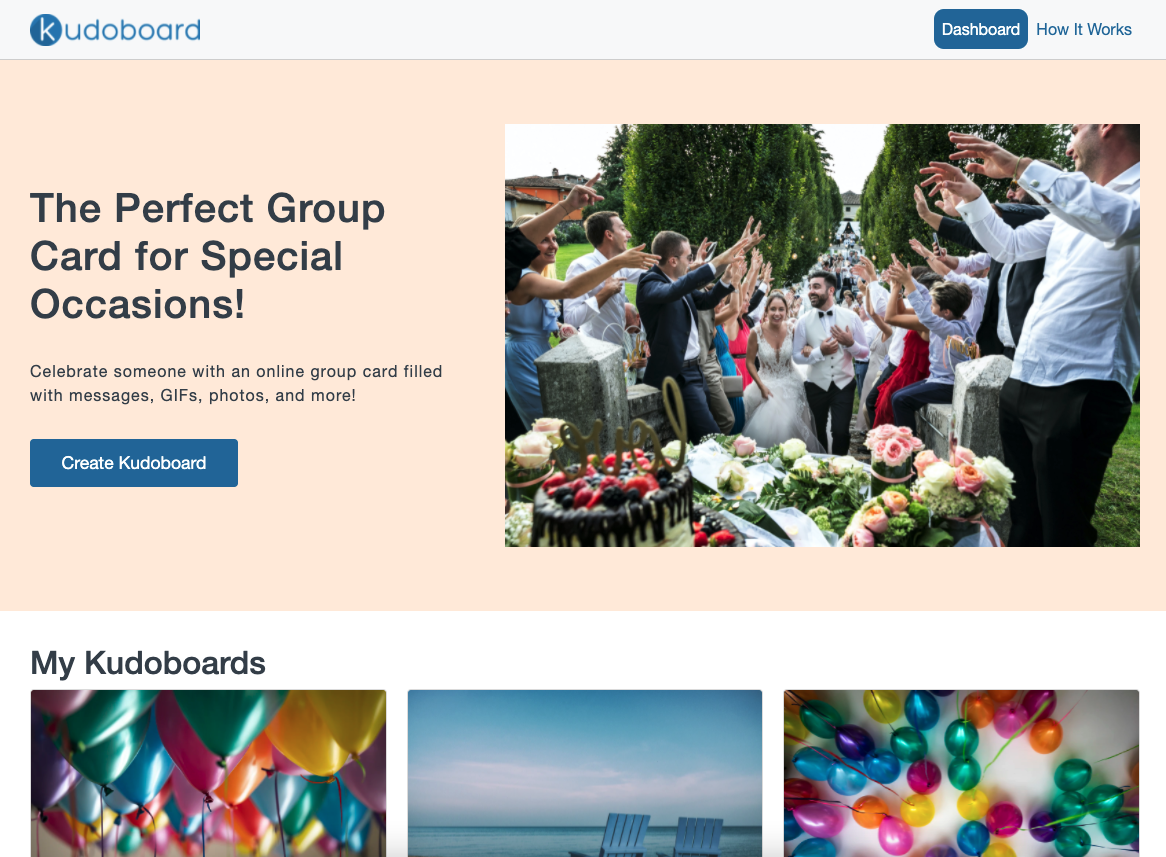 kudoboard
Dashboard
How It Works
The Perfect Group
Card for Special
Occasions!
Celebrate someone with an online group card filled
with messages, GIFs, photos, and more!
Create Kudoboard
My Kudoboards